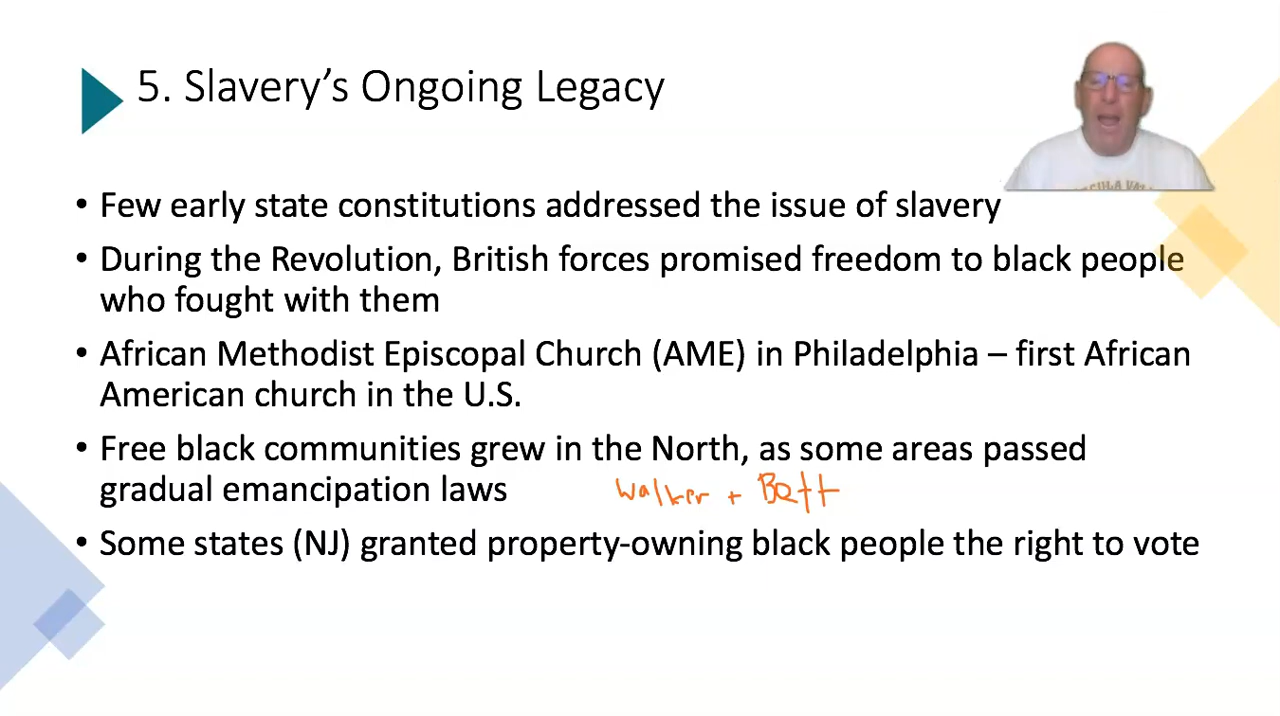 5. Slavery’s Ongoing Legacy
• Few early state constitutions addressed the issue of slavery
• During the Revolution, British forces promised freedom to black people
who fought with them
• African Methodist Episcopal Church (AME) in Philadelphia – first African
American church in the U.S.
• Free black communities grew in the North, as some areas passed
gradual emancipation laws
Walker + Bett
• Some states (NJ) granted property-owning black people the right to vote